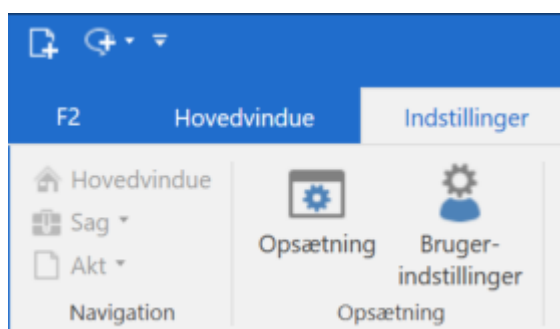 F2 Hovedvindue Indstillinger
Hovedvindue
Sag
Akt
Navigation
Opsætning
Bruger-
indstillinger
Opsætning